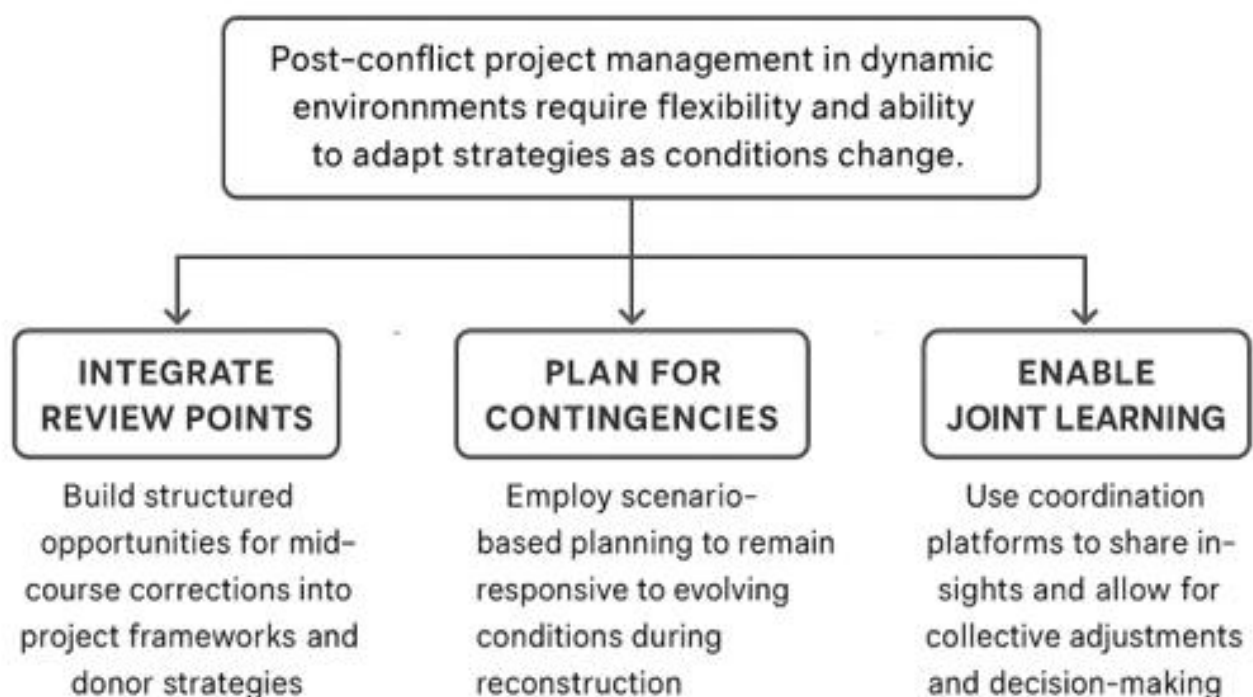 Post-conflict project management in dynamic
environnments require flexibility and ability
to adapt strategies as conditions change.
INTEGRATE
REVIEW POINTS
Build structured
opportunities for mid-
course corrections into
project frameworks and
donor strategies
PLAN FOR
CONTINGENCIES
Employ scenario-
based planning to remain
responsive to evolving
conditions during
reconstruction
ENABLE
JOINT LEARNING
Use coordination
platforms to share in-
sights and allow for
collective adjustments
and decision-making